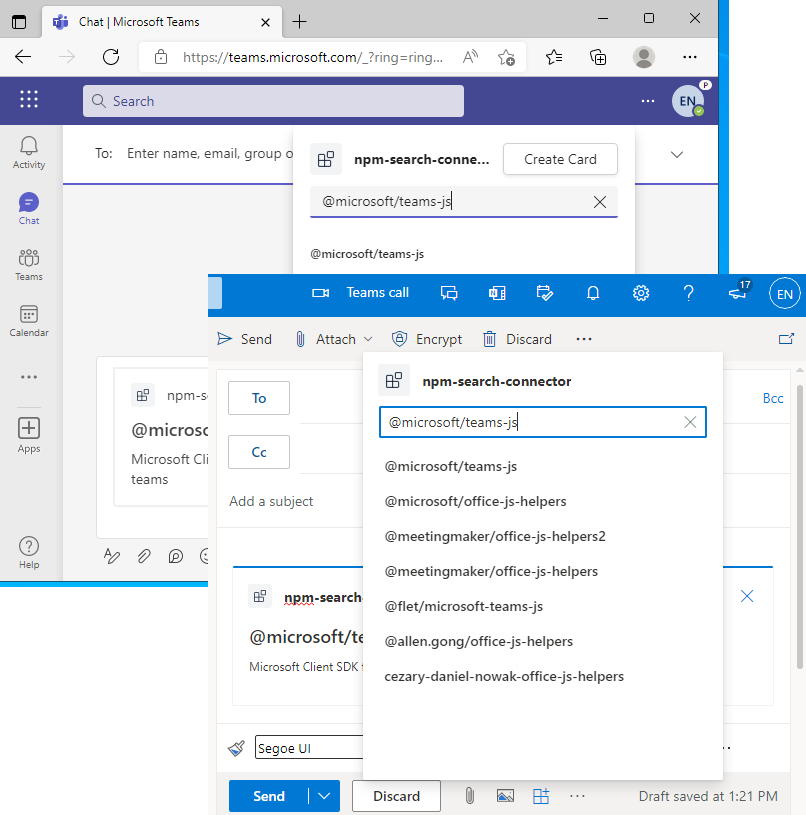 Chat | Microsoft Teams
https://teams.microsoft.com/_?ring=ring...
Search
P
EN
Activity
Chat
Teams
Calendar
Apps
Help
To: Enter name, email, group o
npm-search-conne...
Create Card
@microsoft/teams-js
@microsoft/teams-js
npm-s
@microso
Microsoft Cli
teams
Teams call
17
EN
Send
Attach
Encrypt
Discard
To
Bcc
Cc
Add a subject
npm-search-connector
@microsoft/teams-js
@microsoft/teams-js
@microsoft/office-js-helpers
@meetingmaker/office-js-helpers2
@meetingmaker/office-js-helpers
@flet/microsoft-teams-js
@allen.gong/office-js-helpers
cezary-daniel-nowak-office-js-helpers
npm-search-
@microsoft/te
Microsoft Client SDK
Segoe UI
Send
Discard
Draft saved at 1:21 PM